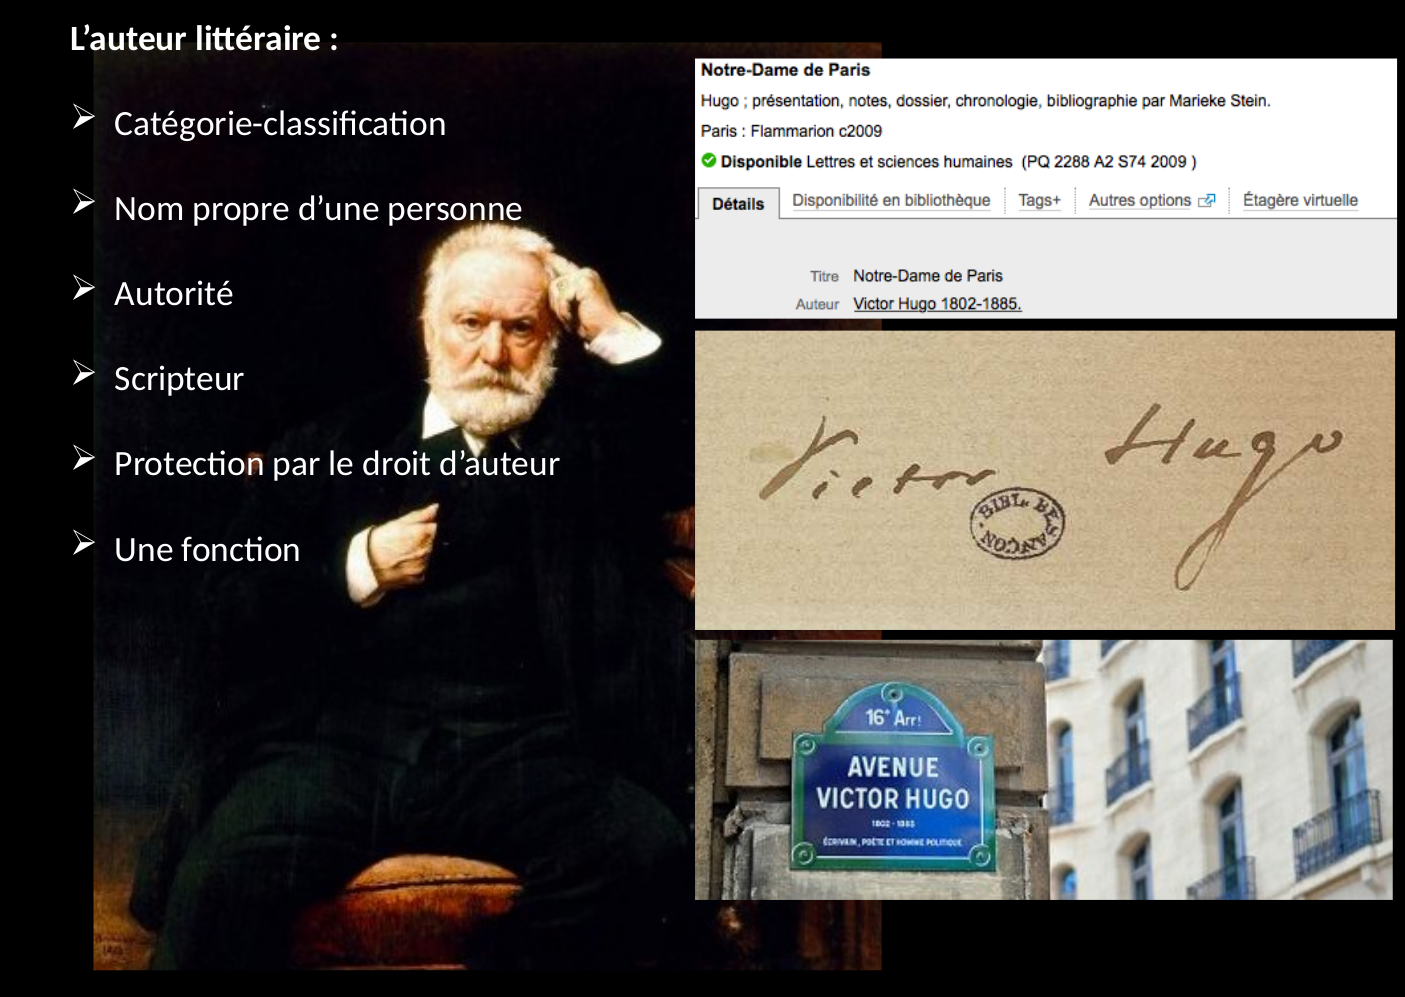 L’auteur littéraire :
Catégorie-classification
Nom propre d’une personne
Autorité
Scripteur
Protection par le droit d’auteur
Une fonction
Notre-Dame de Paris
Hugo ; présentation, notes, dossier, chronologie, bibliographie par Marieke Stein.
Paris : Flammarion c2009
Disponible Lettres et sciences humaines (PQ 2288 A2 S74 2009 )
Détails Disponibilité en bibliothèque Tags+ Autres options Étagère virtuelle
Titre Notre-Dame de Paris
Auteur Victor Hugo 1802-1885.
Victor Hugo
BIBL. BESANÇON
16e Arrt
AVENUE
VICTOR HUGO
1802 - 1885
ÉCRIVAIN, POÈTE ET HOMME POLITIQUE